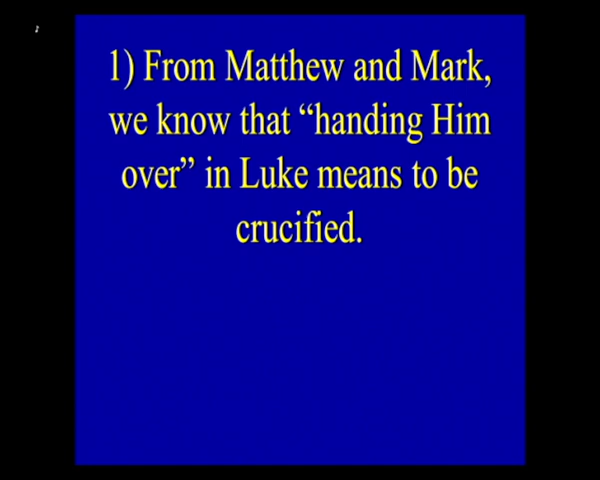 1) From Matthew and Mark,
we know that “handing Him
over” in Luke means to be
crucified.